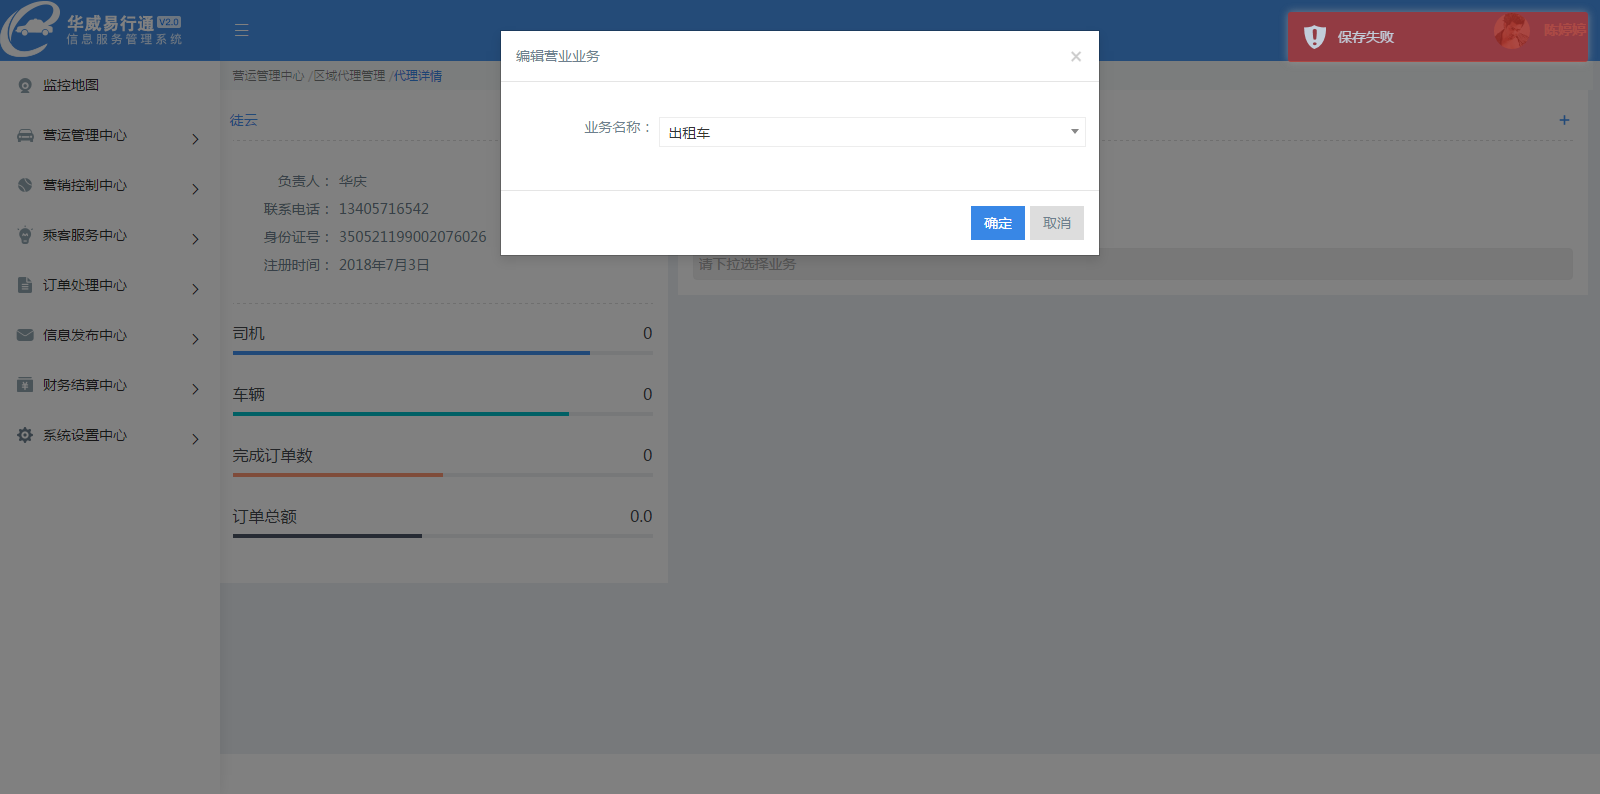 华威易行通 V2.0
信息服务管理系统
保存失败
陈婷婷
监控地图
营运管理中心
营销控制中心
乘客服务中心
订单处理中心
信息发布中心
财务结算中心
系统设置中心
营运管理中心 /区域代理管理 /代理详情
编辑营业业务
×
业务名称：
出租车
确定
取消
徒云
+
负责人： 华庆
联系电话： 13405716542
身份证号： 350521199002076026
注册时间： 2018年7月3日
请下拉选择业务
司机 0
车辆 0
完成订单数 0
订单总额 0.0